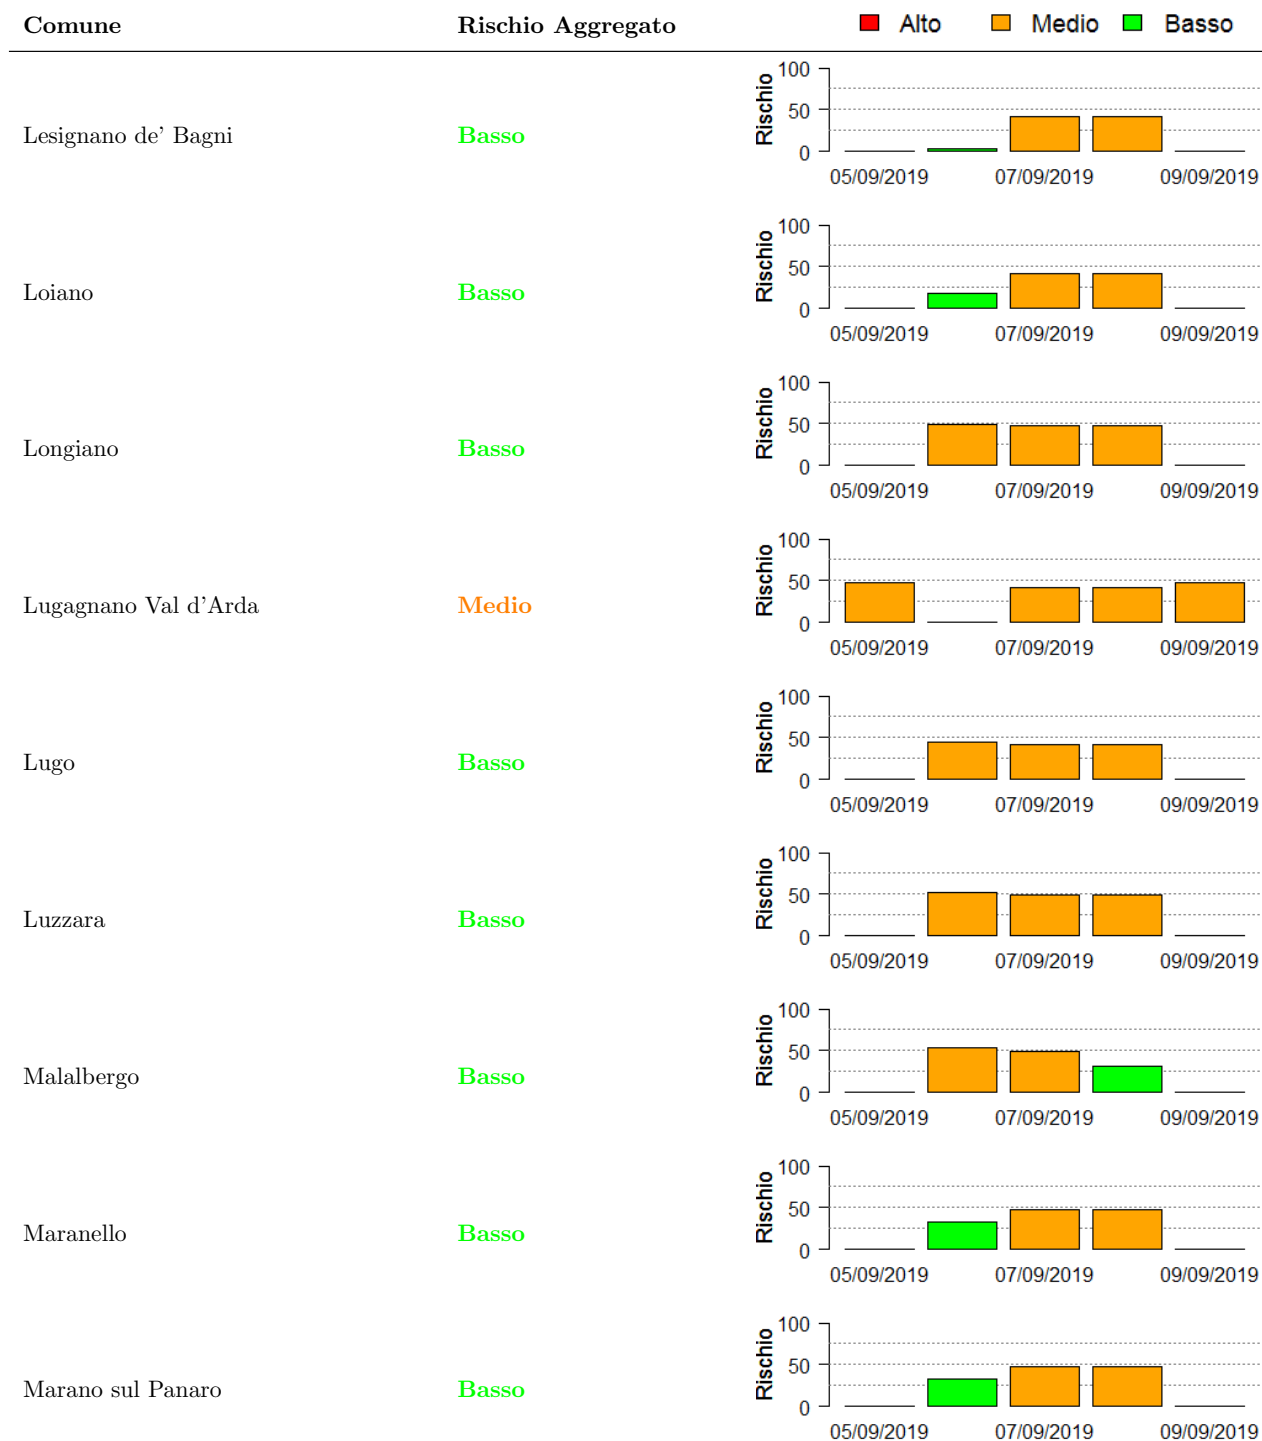 Comune Rischio Aggregato Alto Medio Basso
Lesignano de' Bagni Basso
Rischio
100
50
0
05/09/2019 07/09/2019 09/09/2019
Loiano Basso
Rischio
100
50
0
05/09/2019 07/09/2019 09/09/2019
Longiano Basso
Rischio
100
50
0
05/09/2019 07/09/2019 09/09/2019
Lugagnano Val d'Arda Medio
Rischio
100
50
0
05/09/2019 07/09/2019 09/09/2019
Lugo Basso
Rischio
100
50
0
05/09/2019 07/09/2019 09/09/2019
Luzzara Basso
Rischio
100
50
0
05/09/2019 07/09/2019 09/09/2019
Malalbergo Basso
Rischio
100
50
0
05/09/2019 07/09/2019 09/09/2019
Maranello Basso
Rischio
100
50
0
05/09/2019 07/09/2019 09/09/2019
Marano sul Panaro Basso
Rischio
100
50
0
05/09/2019 07/09/2019 09/09/2019